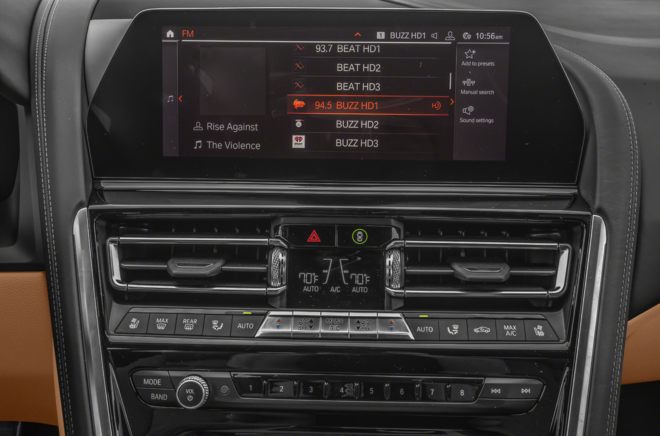 FM
BUZZ HD1
10:56am
93.7 BEAT HD1
BEAT HD2
BEAT HD3
94.5 BUZZ HD1
BUZZ HD2
BUZZ HD3
Rise Against
The Violence
Add to presets
Manual search
Sound settings
70°F
AUTO
A/C
70°F
AUTO
MAX
REAR
AUTO
A/C
AUTO
MAX
A/C
MODE
BAND
VOL
1 2 3 4 5 6 7 8